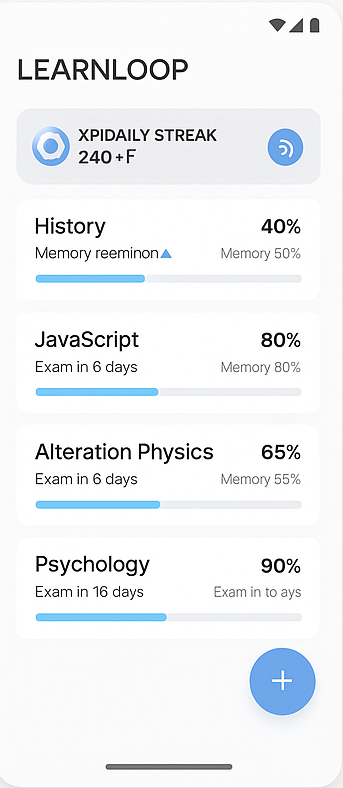 LEARNLOOP
XPIDAILY STREAK
240+F
History 40%
Memory reeminon Memory 50%
JavaScript 80%
Exam in 6 days Memory 80%
Alteration Physics 65%
Exam in 6 days Memory 55%
Psychology 90%
Exam in 16 days Exam in to ays
+